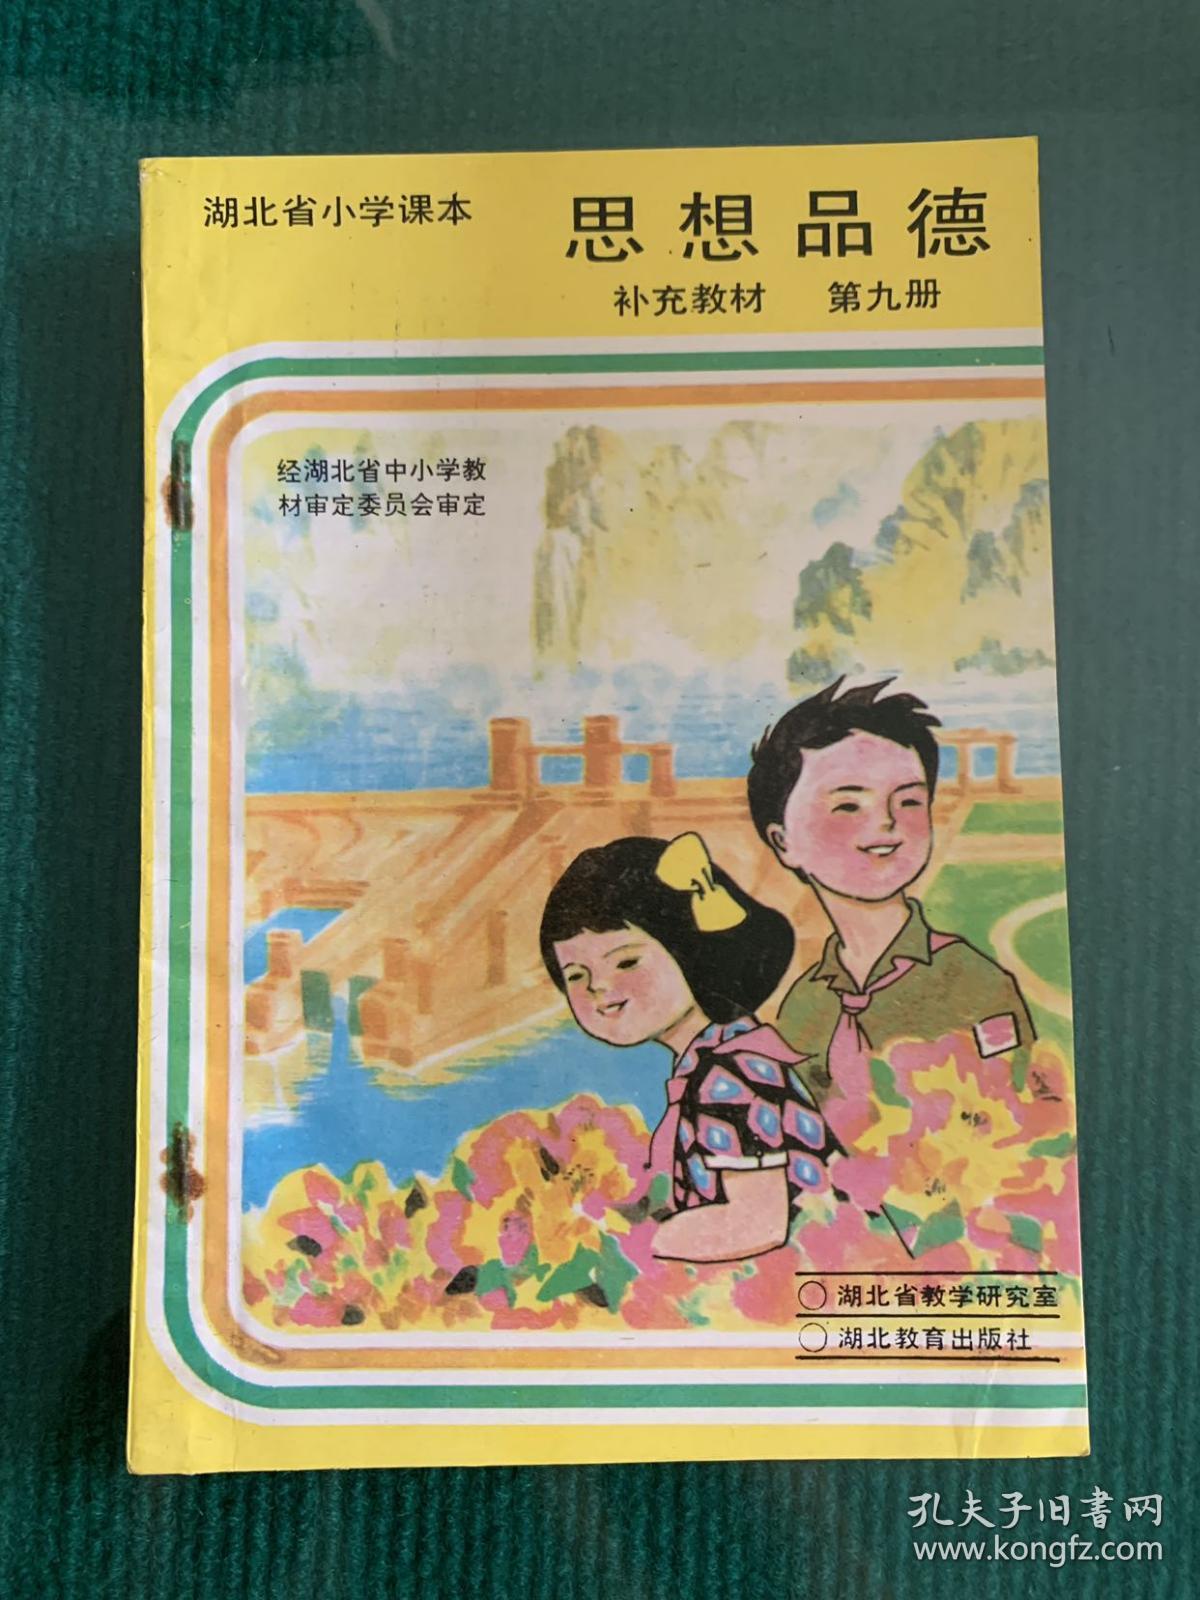 湖北省小学课本
思想品德
补充教材 第九册
经湖北省中小学教
材审定委员会审定
湖北省教学研究室
湖北教育出版社
孔夫子旧书网
www.kongfz.com